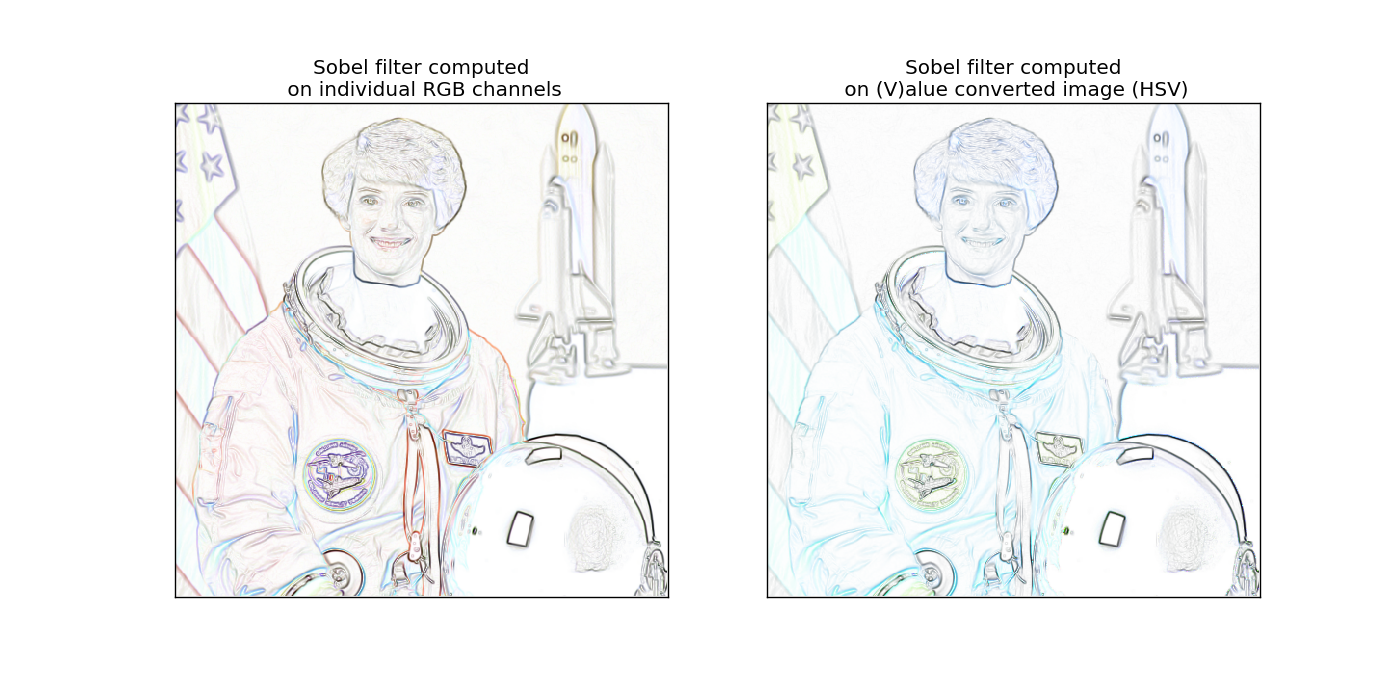 Sobel filter computed
on individual RGB channels
Sobel filter computed
on (V)alue converted image (HSV)